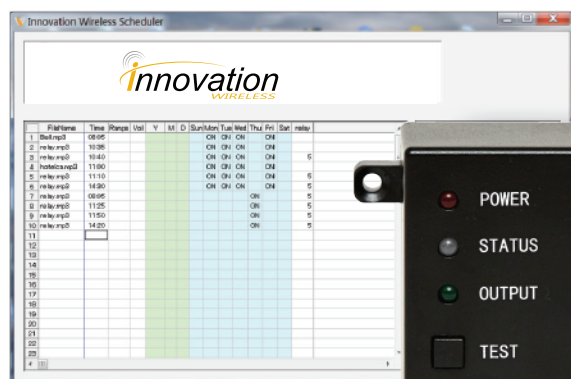 Innovation Wireless Scheduler
innovation
WIRELESS
FileName Time Range Voll Y M D Sun Mon Tue Wed Thu Fri Sat relay
1 Bell.mp3 08:05 ON ON ON ON
2 relay.mp3 10:35 ON ON ON ON
3 relay.mp3 10:40 ON ON ON ON 5
4 11:00 ON ON ON ON
5 relay.mp3 11:10 ON ON ON ON 5
6 relay.mp3 14:30 ON ON ON ON 5
7 relay.mp3 08:05 ON 5
8 relay.mp3 11:25 ON 5
9 relay.mp3 11:50 ON 5
10 relay.mp3 14:20 ON 5
11
12
13
14
15
16
17
18
19
20
21
22
23
POWER
STATUS
OUTPUT
TEST